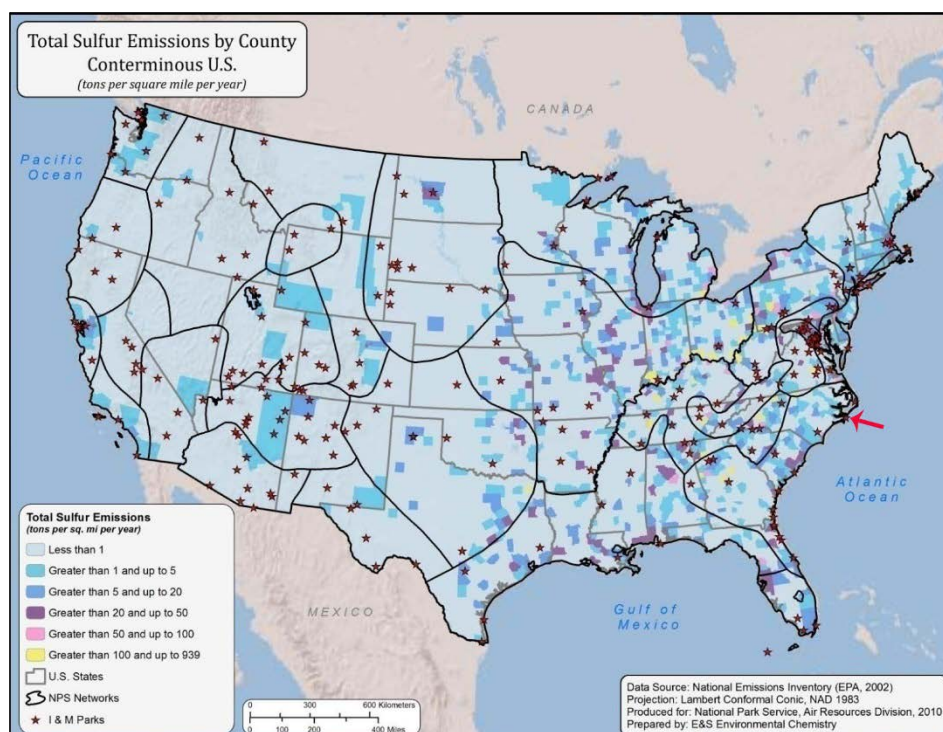 Total Sulfur Emissions by County
Conterminous U.S.
(tons per square mile per year)
CANADA
Pacific
Ocean
Atlantic
Ocean
Gulf of
Mexico
MEXICO
Total Sulfur Emissions
(tons per sq. mi per year)
Less than 1
Greater than 1 and up to 5
Greater than 5 and up to 20
Greater than 20 and up to 50
Greater than 50 and up to 100
Greater than 100 and up to 939
U.S. States
NPS Networks
I & M Parks
0 300 600 Kilometers
0 100 200 400 Miles
Data Source: National Emissions Inventory (EPA, 2002)
Projection: Lambert Conformal Conic, NAD 1983
Produced for: National Park Service, Air Resources Division, 2010
Prepared by: E&S Environmental Chemistry